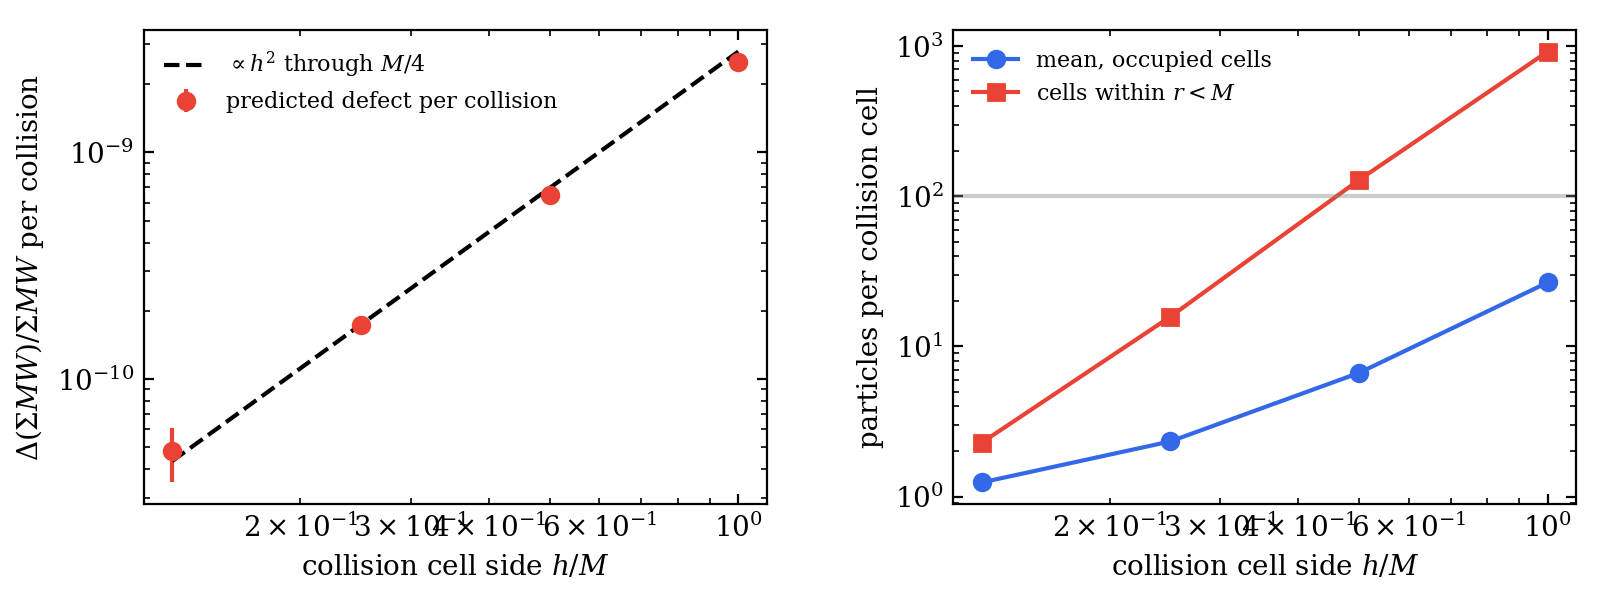 ∝ h² through M/4
predicted defect per collision
10⁻⁹
10⁻¹⁰
Δ(ΣMW)/ΣMW per collision
2 × 10⁻¹
3 × 10⁻¹
4 × 10⁻¹
6 × 10⁻¹
10⁰
collision cell side h/M
mean, occupied cells
cells within r < M
10³
10²
10¹
10⁰
particles per collision cell
2 × 10⁻¹
3 × 10⁻¹
4 × 10⁻¹
6 × 10⁻¹
10⁰
collision cell side h/M